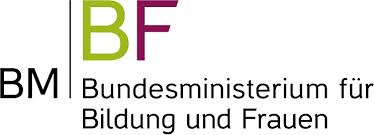 BM BF
Bundesministerium für
Bildung und Frauen